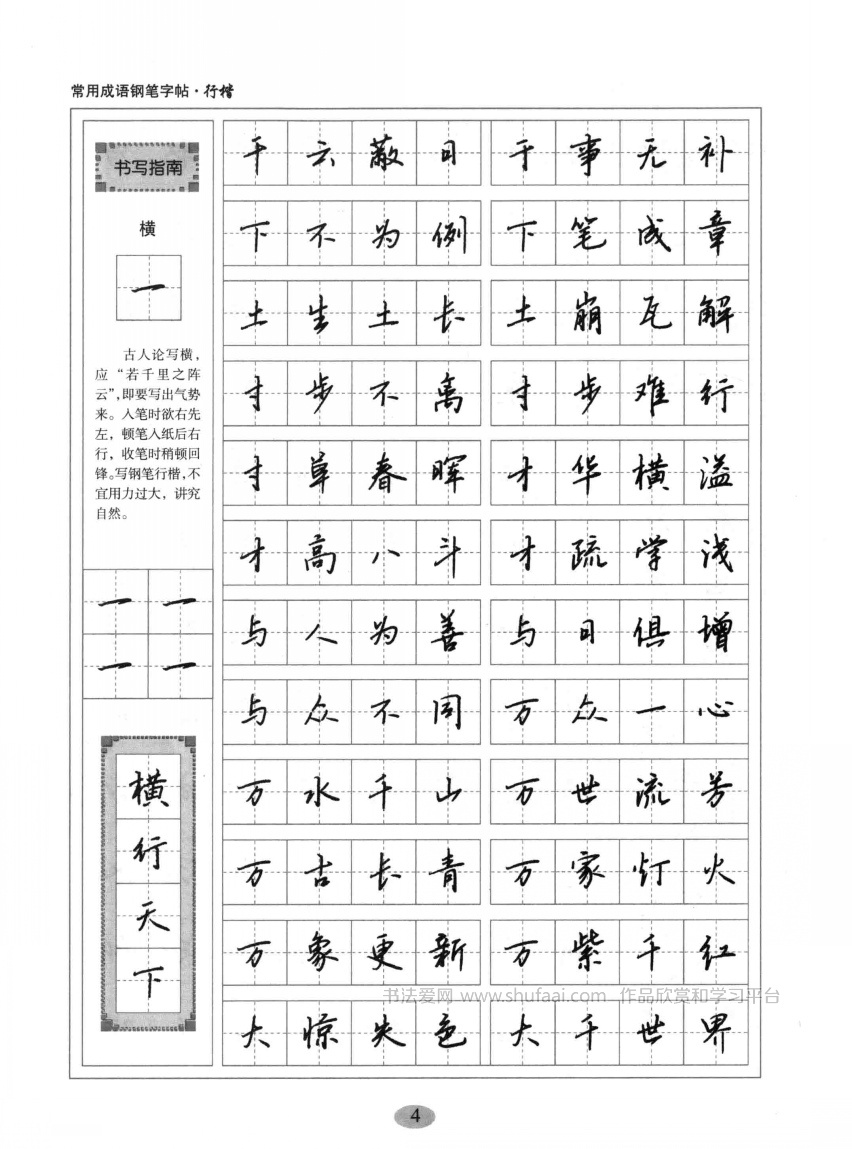 常用成语钢笔字帖·行楷
书写指南
横
一
古人论写横，
应“若千里之阵
云”，即要写出气势
来。入笔时欲右先
左，顿笔入纸后右
行，收笔时稍顿回
锋。写钢笔行楷，不
宜用力过大，讲究
自然。
一 一
一 一
横
行
天
下
干云蔽日 于事无补
下不为例 下笔成章
土生土长 土崩瓦解
寸步不离 寸步难行
寸草春晖 才华横溢
才高八斗 才疏学浅
与人为善 与日俱增
与众不同 万众一心
万水千山 万世流芳
万古长青 万家灯火
万象更新 万紫千红
书法爱网 www.shufaai.com 作品欣赏和学习平台
大惊失色 大千世界
4